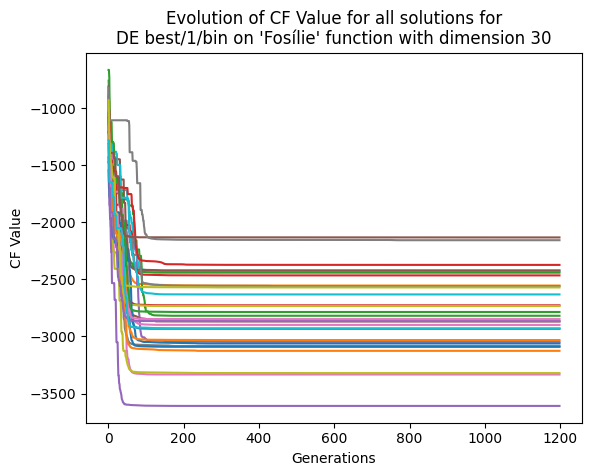 Evolution of CF Value for all solutions for
DE best/1/bin on 'Fosílie' function with dimension 30
CF Value
−1000
−1500
−2000
−2500
−3000
−3500
0 200 400 600 800 1000 1200
Generations